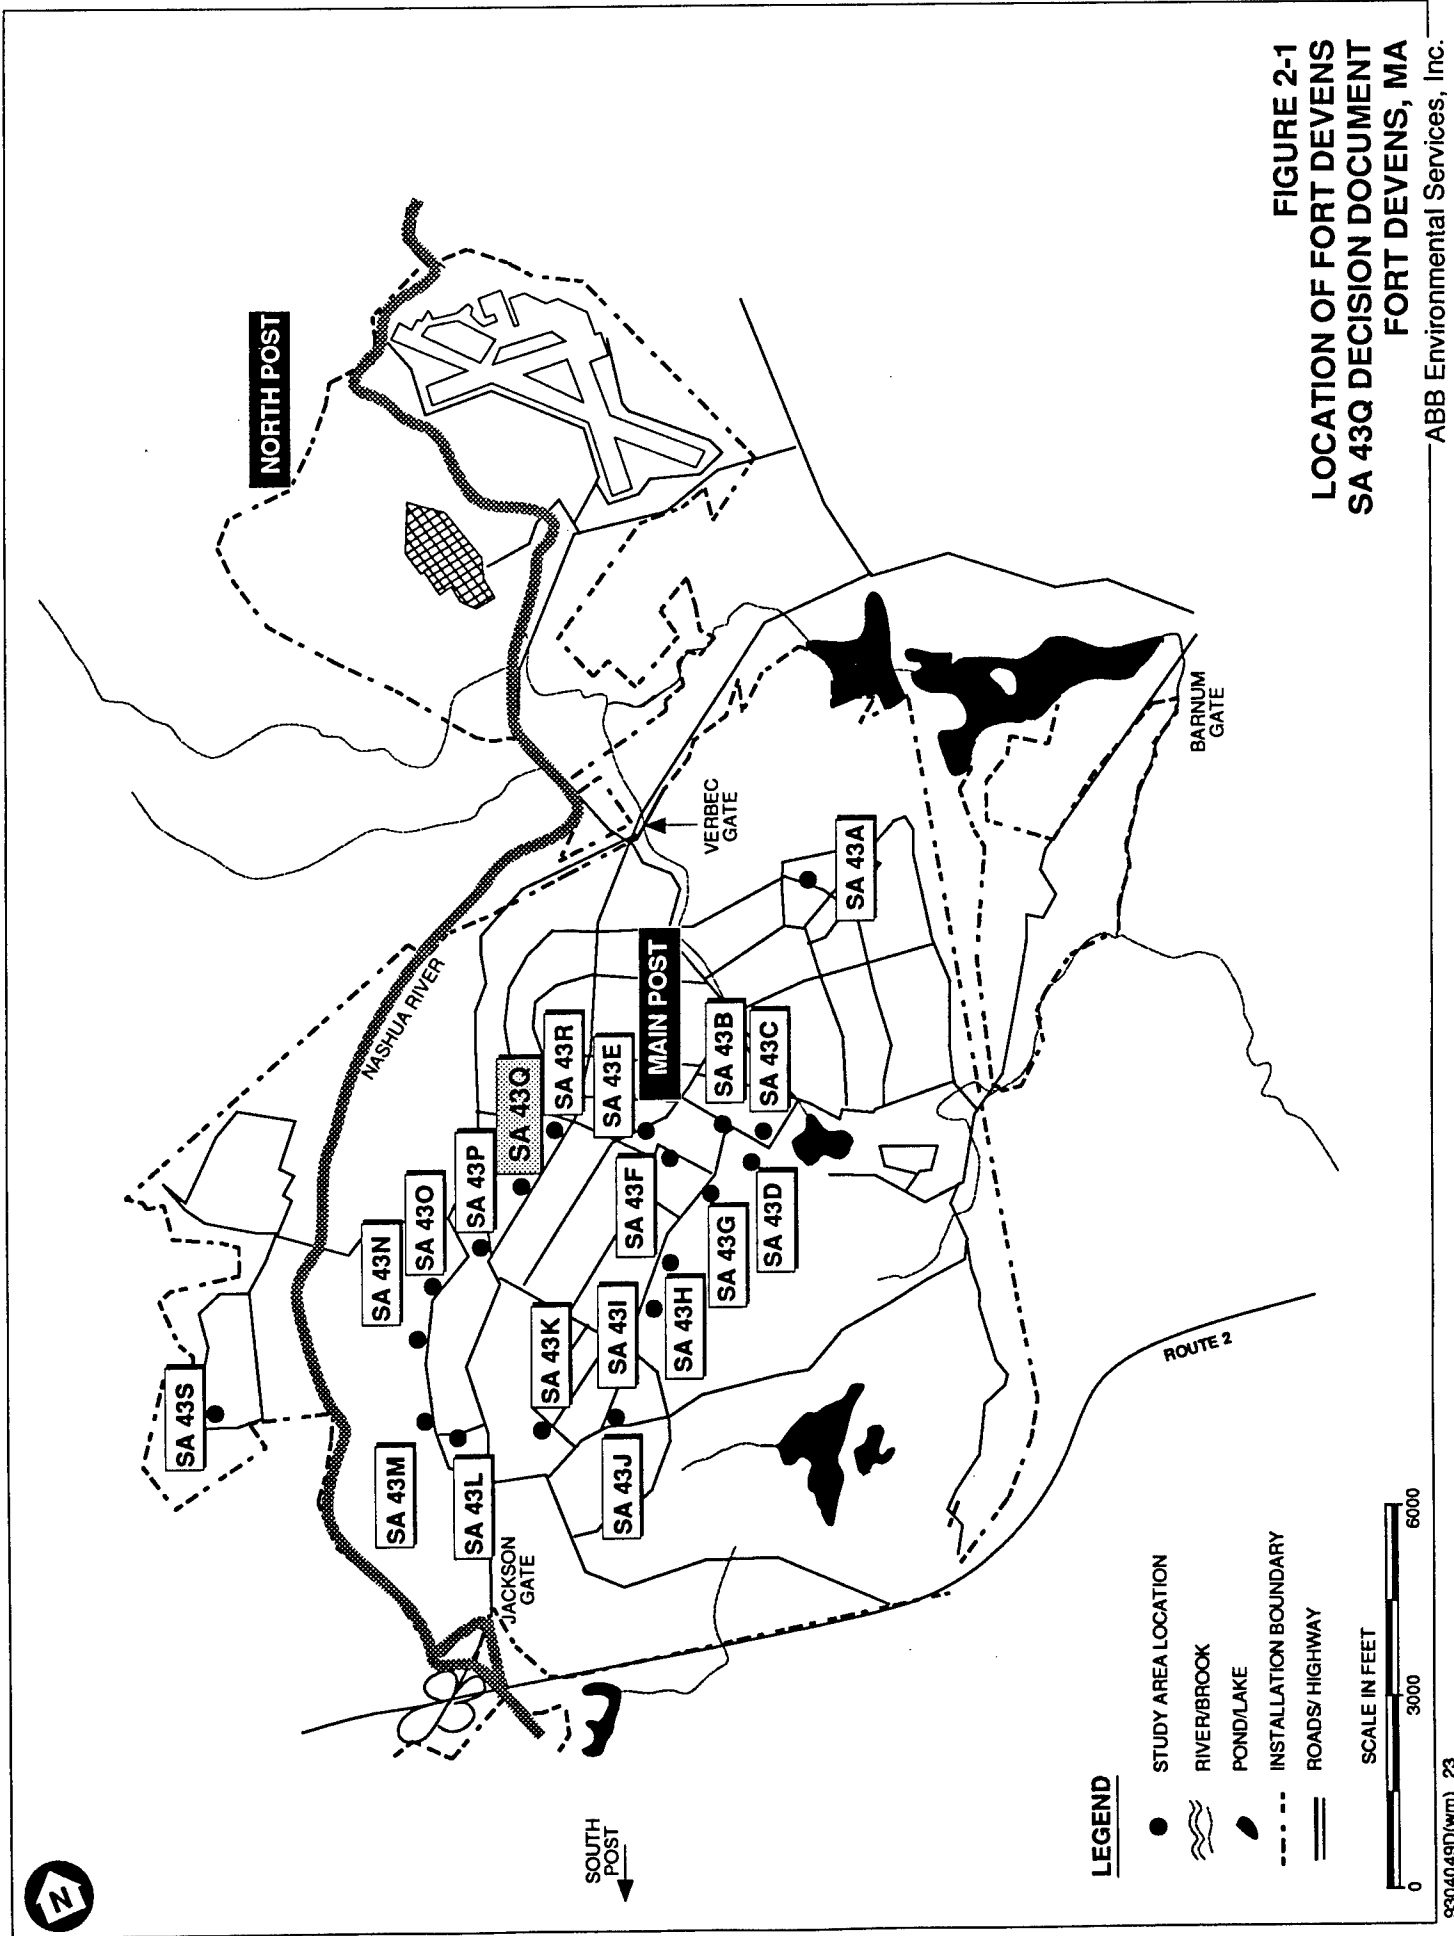 FIGURE 2-1
LOCATION OF FORT DEVENS
SA 43Q DECISION DOCUMENT
FORT DEVENS, MA
ABB Environmental Services, Inc.
NORTH POST
NASHUA RIVER
VERBEC
GATE
BARNUM
GATE
MAIN POST
SA 43A
SA 43B
SA 43C
SA 43R
SA 43E
SA 43Q
SA 43P
SA 43O
SA 43N
SA 43F
SA 43G
SA 43D
SA 43K
SA 43I
SA 43H
SA 43S
SA 43M
SA 43L
SA 43J
JACKSON
GATE
ROUTE 2
SOUTH
POST
N
LEGEND
STUDY AREA LOCATION
RIVER/BROOK
POND/LAKE
INSTALLATION BOUNDARY
ROADS/ HIGHWAY
SCALE IN FEET
0 3000 6000
9304049D(wm) 23